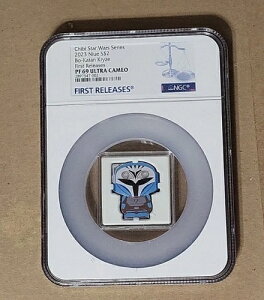 Chibi Star Wars Series
2023 Niue S$2
Bo-Katan Kryze
First Releases
PF 69 ULTRA CAMEO
FIRST RELEASES
NGC